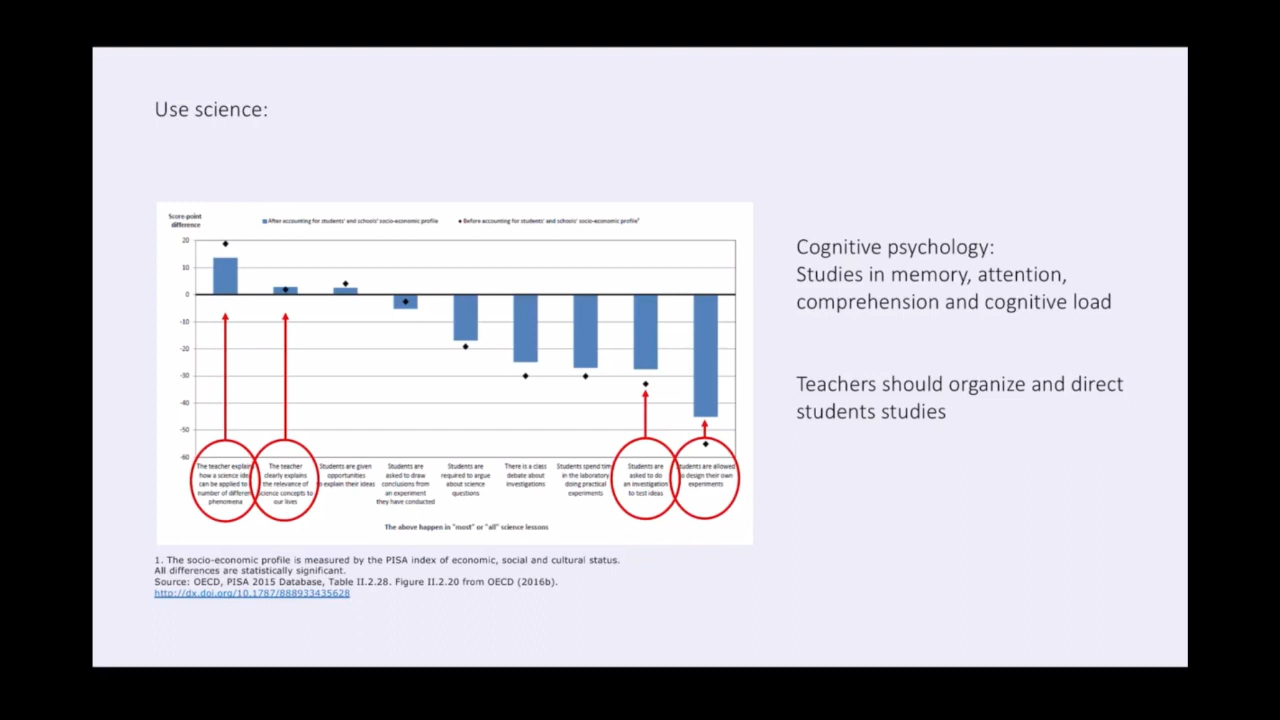 Use science:
Score-point
difference
After accounting for students' and schools' socio-economic profile
Before accounting for students' and schools' socio-economic profile¹
20
10
0
-10
-20
-30
-40
-50
-60
The teacher explains
how a science idea
can be applied to
number of different
phenomena
The teacher
clearly explains
the relevance of
science concepts to
our lives
Students are given
opportunities
to explain their ideas
Students are
asked to draw
conclusions from
an experiment
they have conducted
Students are
required to argue
about science
questions
There is a class
debate about
investigations
Students spend time
in the laboratory
doing practical
experiments
Students are
asked to do
an investigation
to test ideas
Students are allowed
to design their own
experiments
The above happen in "most" or "all" science lessons
Cognitive psychology:
Studies in memory, attention,
comprehension and cognitive load
Teachers should organize and direct
students studies
1. The socio-economic profile is measured by the PISA index of economic, social and cultural status.
All differences are statistically significant.
Source: OECD, PISA 2015 Database, Table II.2.28. Figure II.2.20 from OECD (2016b).
http://dx.doi.org/10.1787/888933435628